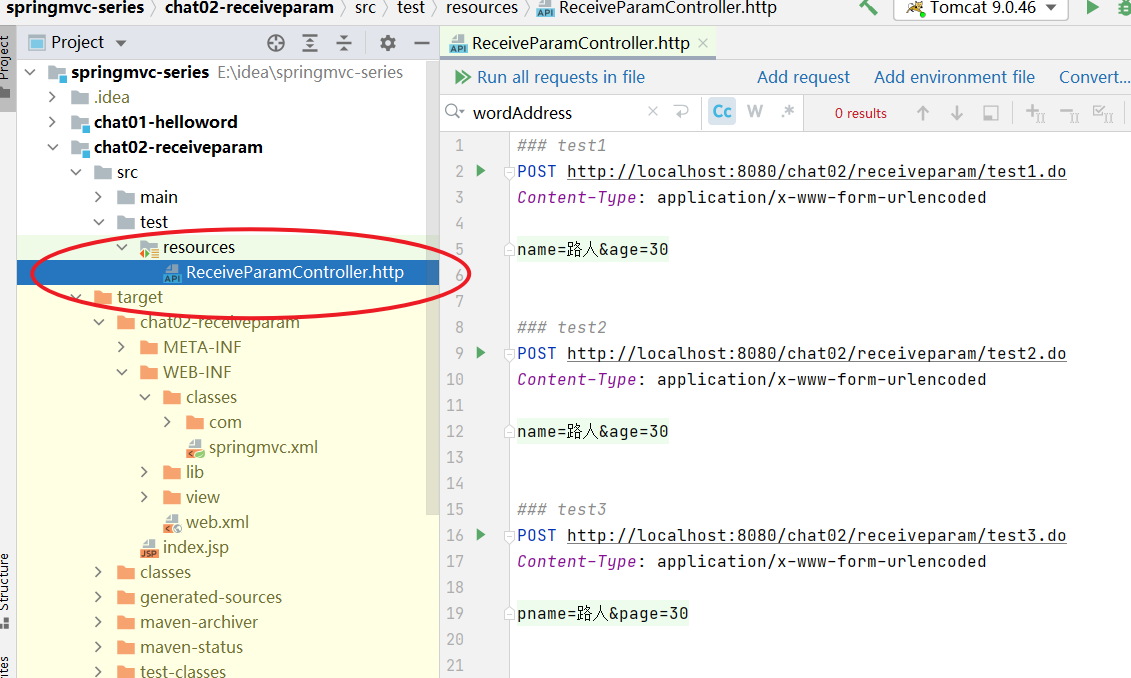 springmvc-series chat02-receiveparam src test resources ReceiveParamController.http Tomcat 9.0.46
Project
Project
ReceiveParamController.http
springmvc-series E:\idea\springmvc-series
.idea
chat01-helloword
chat02-receiveparam
src
main
test
resources
ReceiveParamController.http
target
chat02-receiveparam
META-INF
WEB-INF
classes
com
springmvc.xml
lib
view
web.xml
index.jsp
classes
generated-sources
maven-archiver
maven-status
test-classes
Structure
Run all requests in file Add request Add environment file Convert...
wordAddress Cc W .* 0 results
1 ### test1
2 POST http://localhost:8080/chat02/receiveparam/test1.do
3 Content-Type: application/x-www-form-urlencoded
4
5 name=路人&age=30
6
7
8 ### test2
9 POST http://localhost:8080/chat02/receiveparam/test2.do
10 Content-Type: application/x-www-form-urlencoded
11
12 name=路人&age=30
13
14
15 ### test3
16 POST http://localhost:8080/chat02/receiveparam/test3.do
17 Content-Type: application/x-www-form-urlencoded
18
19 pname=路人&page=30
20
21